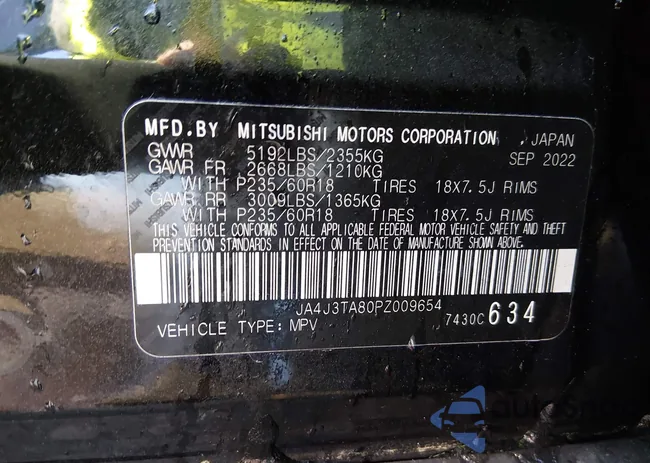 MFD.BY MITSUBISHI MOTORS CORPORATION JAPAN
GVWR 5192LBS/2355KG SEP 2022
GAWR FR 2668LBS/1210KG
WITH P235/60R18 TIRES 18X7.5J RIMS
GAWR RR 3009LBS/1365KG
WITH P235/60R18 TIRES 18X7.5J RIMS
THIS VEHICLE CONFORMS TO ALL APPLICABLE FEDERAL MOTOR VEHICLE SAFETY AND THEFT
PREVENTION STANDARDS IN EFFECT ON THE DATE OF MANUFACTURE SHOWN ABOVE.
JA4J3TA80PZ009654
VEHICLE TYPE: MPV 7430C 634